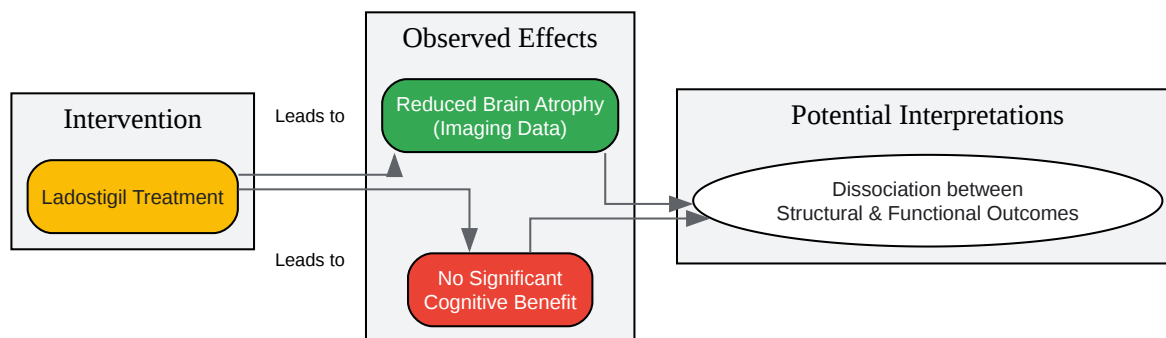 Intervention
Ladostigil Treatment
Leads to
Leads to
Observed Effects
Reduced Brain Atrophy
(Imaging Data)
No Significant
Cognitive Benefit
Potential Interpretations
Dissociation between
Structural & Functional Outcomes